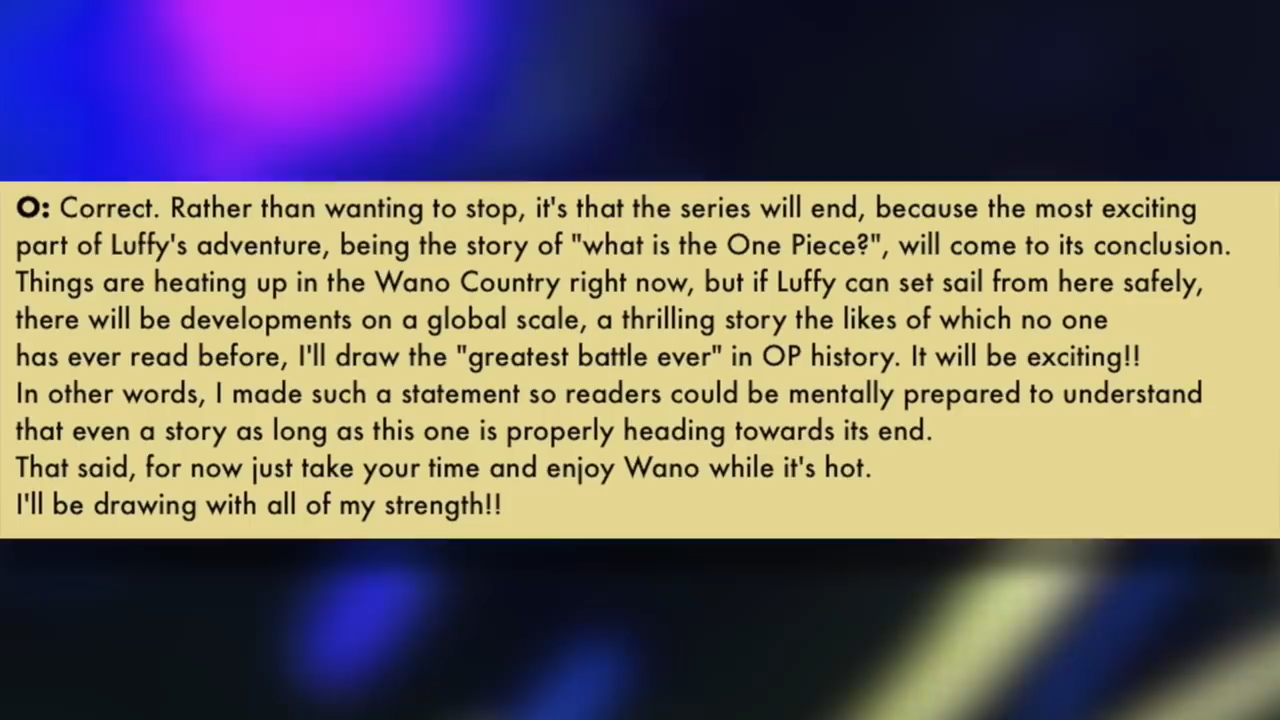 O: Correct. Rather than wanting to stop, it's that the series will end, because the most exciting
part of Luffy's adventure, being the story of "what is the One Piece?", will come to its conclusion.
Things are heating up in the Wano Country right now, but if Luffy can set sail from here safely,
there will be developments on a global scale, a thrilling story the likes of which no one
has ever read before, I'll draw the "greatest battle ever" in OP history. It will be exciting!!
In other words, I made such a statement so readers could be mentally prepared to understand
that even a story as long as this one is properly heading towards its end.
That said, for now just take your time and enjoy Wano while it's hot.
I'll be drawing with all of my strength!!